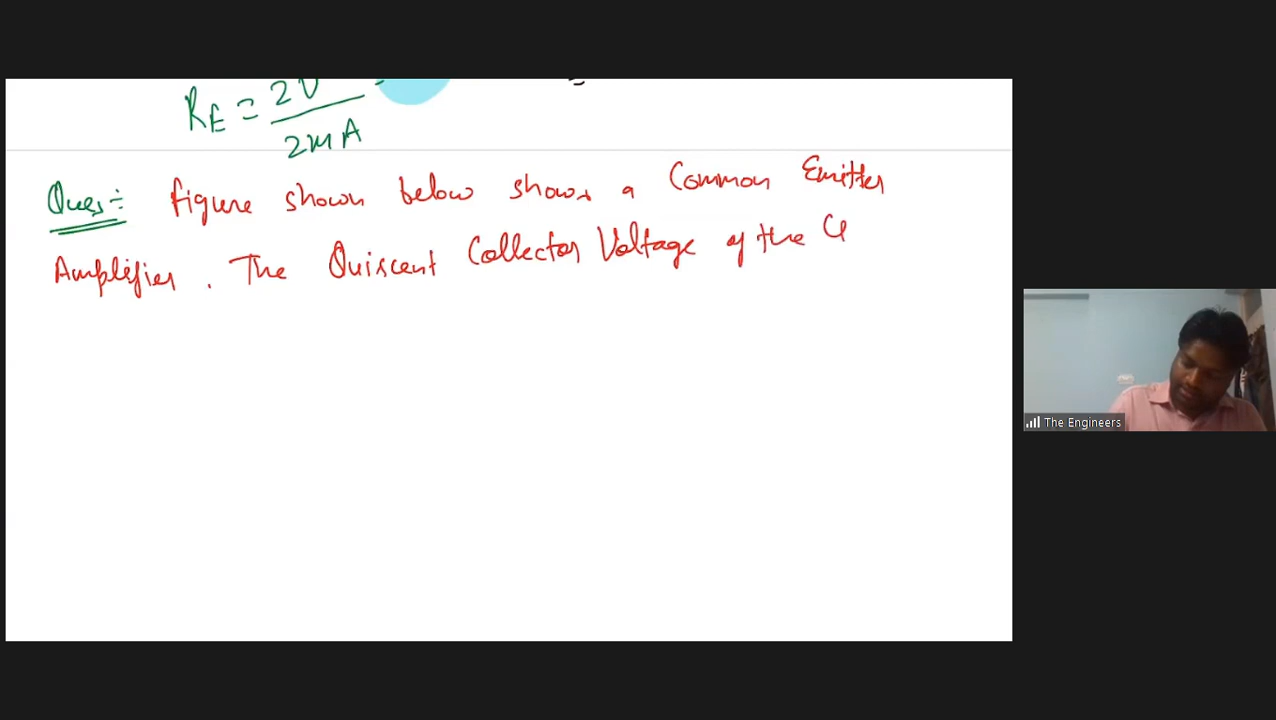 RE = 2V
2mA
Ques÷ figure shown below shows a Common Emitter
Amplifier. The Quiscent Collector Voltage of the
The Engineers